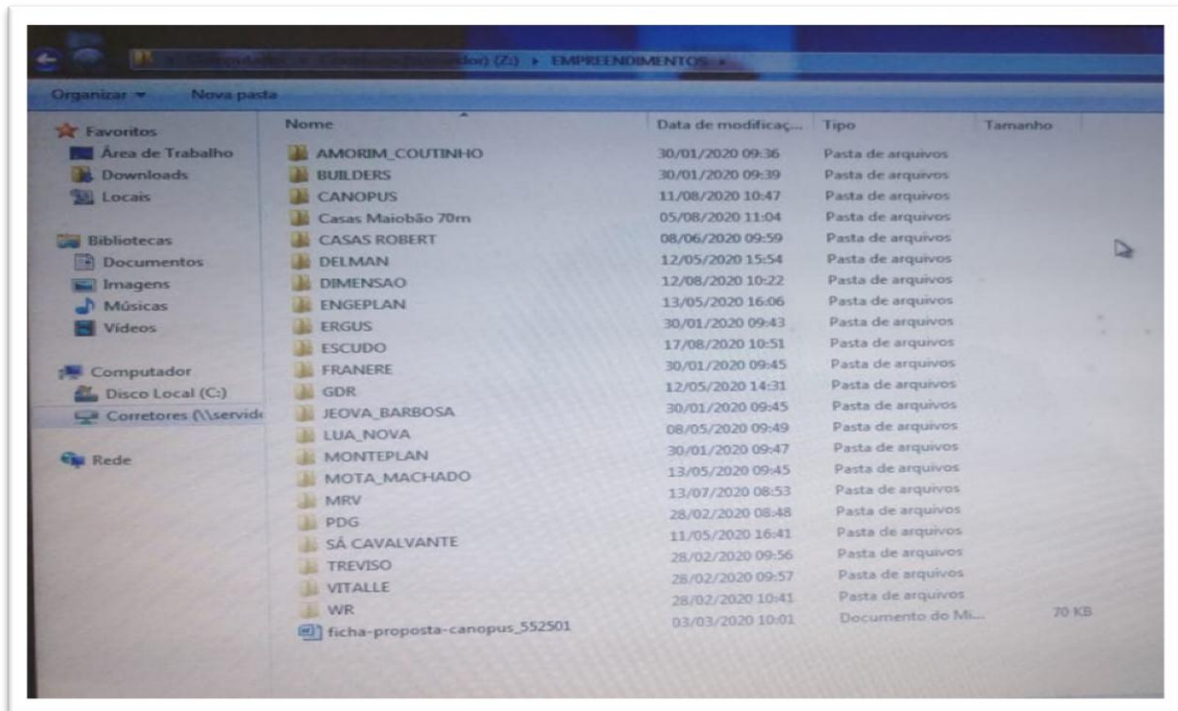 Computador (Z:) EMPREENDIMENTOS
Organizar Nova pasta
Favoritos
Área de Trabalho
Downloads
Locais
Bibliotecas
Documentos
Imagens
Músicas
Vídeos
Computador
Disco Local (C:)
Corretores (\\servid
Rede
Nome Data de modificaç... Tipo Tamanho
AMORIM_COUTINHO 30/01/2020 09:36 Pasta de arquivos
BUILDERS 30/01/2020 09:39 Pasta de arquivos
CANOPUS 11/08/2020 10:47 Pasta de arquivos
Casas Maiobão 70m 05/08/2020 11:04 Pasta de arquivos
CASAS ROBERT 08/06/2020 09:59 Pasta de arquivos
DELMAN 12/05/2020 15:54 Pasta de arquivos
DIMENSAO 12/08/2020 10:22 Pasta de arquivos
ENGEPLAN 13/05/2020 16:06 Pasta de arquivos
ERGUS 30/01/2020 09:43 Pasta de arquivos
ESCUDO 17/08/2020 10:51 Pasta de arquivos
FRANERE 30/01/2020 09:45 Pasta de arquivos
GDR 12/05/2020 14:31 Pasta de arquivos
JEOVA_BARBOSA 30/01/2020 09:45 Pasta de arquivos
LUA_NOVA 08/05/2020 09:49 Pasta de arquivos
MONTEPLAN 30/01/2020 09:47 Pasta de arquivos
MOTA_MACHADO 13/05/2020 09:45 Pasta de arquivos
MRV 13/07/2020 08:53 Pasta de arquivos
PDG 28/02/2020 08:48 Pasta de arquivos
SÁ CAVALVANTE 11/05/2020 16:41 Pasta de arquivos
TREVISO 28/02/2020 09:56 Pasta de arquivos
VITALLE 28/02/2020 09:57 Pasta de arquivos
WR 28/02/2020 10:41 Pasta de arquivos
ficha-proposta-canopus_552501 03/03/2020 10:01 Documento do Mi... 70 KB